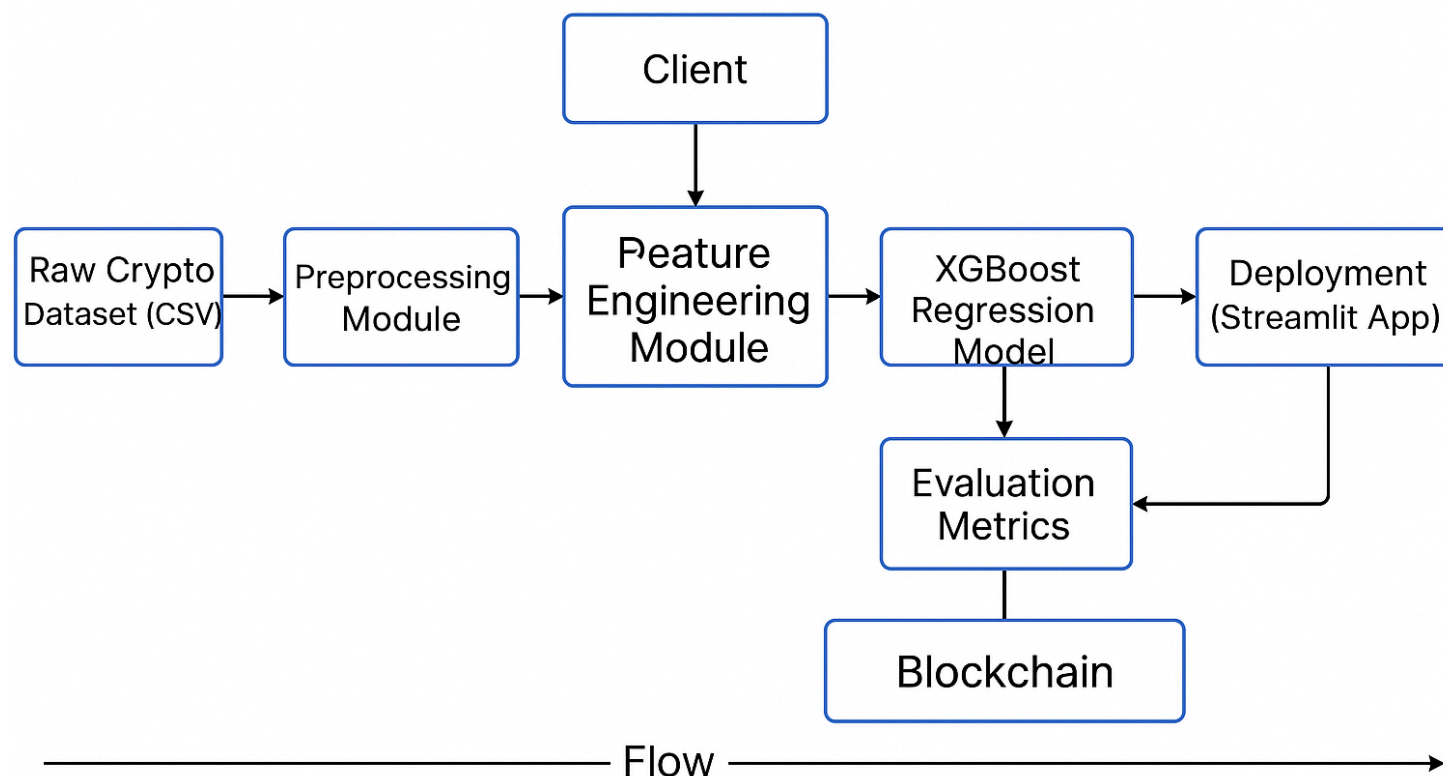 Client
Raw Crypto
Dataset (CSV)
Preprocessing
Module
Peature
Engineering
Module
XGBoost
Regression
Model
Deployment
(Streamlit App)
Evaluation
Metrics
Blockchain
Flow